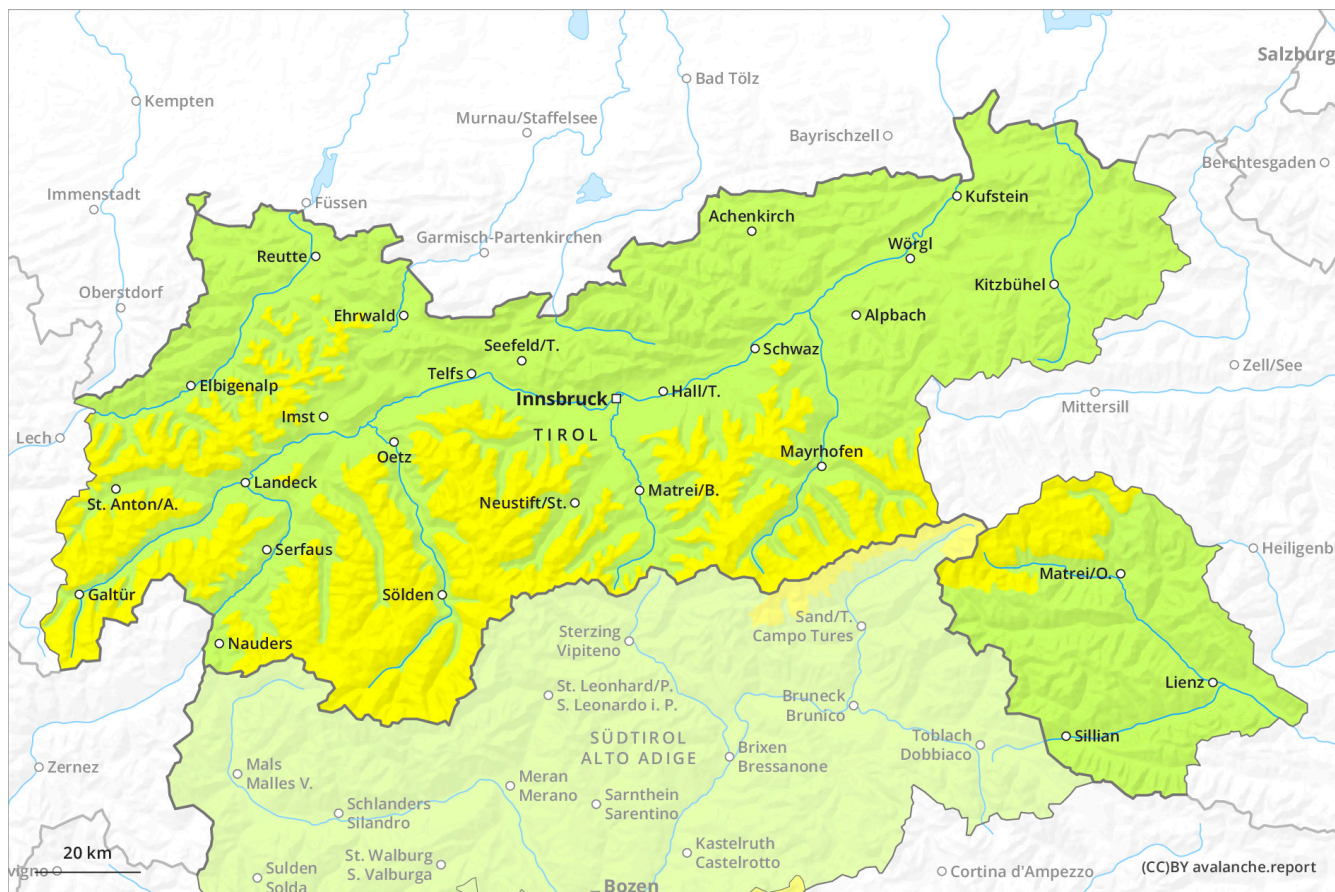 Salzburg
Bad Tölz
Kempten
Murnau/Staffelsee
Bayrischzell
Berchtesgaden
Immenstadt
Füssen
Kufstein
Achenkirch
Garmisch-Partenkirchen
Wörgl
Reutte
Kitzbühel
Oberstdorf
Ehrwald
Alpbach
Seefeld/T.
Schwaz
Zell/See
Telfs
Elbigenalp
Innsbruck
Hall/T.
Mittersill
Imst
Lech
TIROL
Oetz
Mayrhofen
Landeck
Matrei/B.
St. Anton/A.
Neustift/St.
Serfaus
Heiligenb
Matrei/O.
Galtür
Sölden
Sand/T.
Campo Tures
Sterzing
Vipiteno
Nauders
Lienz
St. Leonhard/P.
S. Leonardo i. P.
Bruneck
Brunico
Toblach
Dobbiaco
Sillian
SÜDTIROL
ALTO ADIGE
Brixen
Bressanone
Zernez
Mals
Malles V.
Meran
Merano
Sarnthein
Sarentino
Schlanders
Silandro
Kastelruth
Castelrotto
20 km
St. Walburg
S. Valburga
vigno
Sulden
Solda
Cortina d'Ampezzo
(CC)BY avalanche.report
Bozen